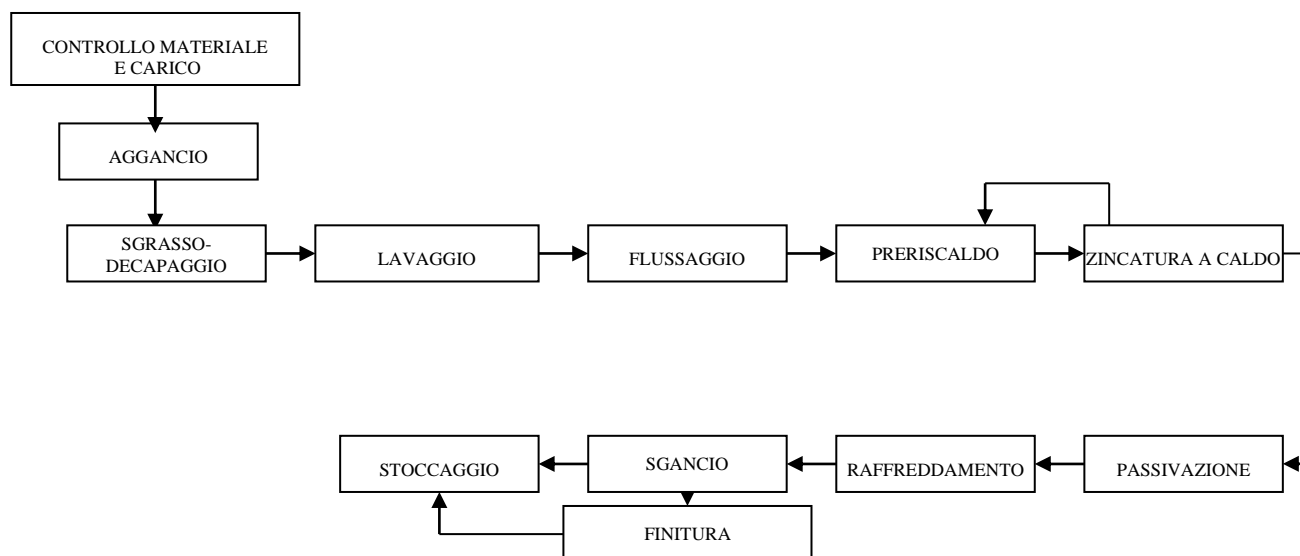 CONTROLLO MATERIALE
E CARICO
AGGANCIO
SGRASSO-
DECAPAGGIO
LAVAGGIO
FLUSSAGGIO
PRERISCALDO
ZINCATURA A CALDO
PASSIVAZIONE
RAFFREDDAMENTO
SGANCIO
STOCCAGGIO
FINITURA